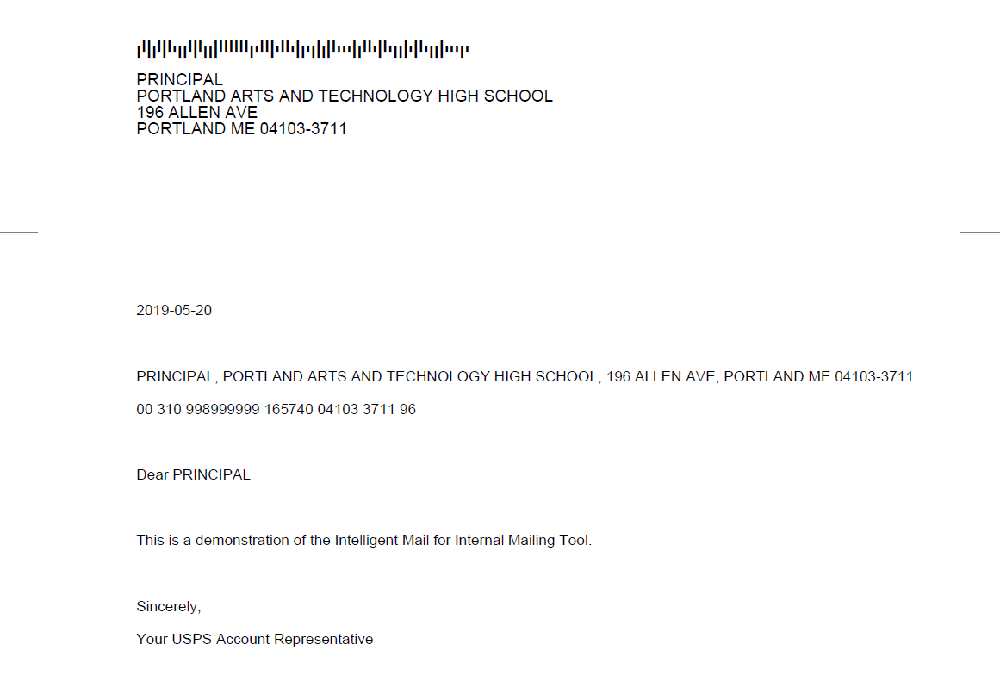 PRINCIPAL
PORTLAND ARTS AND TECHNOLOGY HIGH SCHOOL
196 ALLEN AVE
PORTLAND ME 04103-3711
2019-05-20
PRINCIPAL, PORTLAND ARTS AND TECHNOLOGY HIGH SCHOOL, 196 ALLEN AVE, PORTLAND ME 04103-3711
00 310 998999999 165740 04103 3711 96
Dear PRINCIPAL
This is a demonstration of the Intelligent Mail for Internal Mailing Tool.
Sincerely,
Your USPS Account Representative